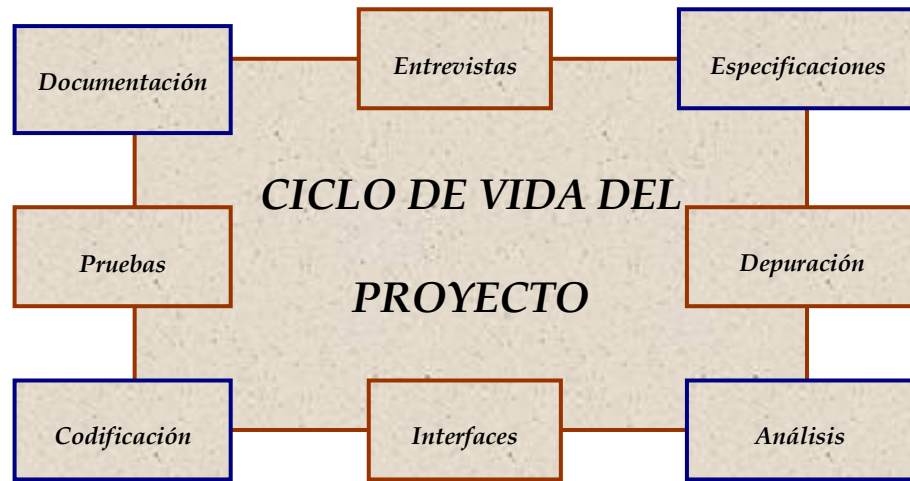 Documentación
Entrevistas
Especificaciones
CICLO DE VIDA DEL
PROYECTO
Pruebas
Depuración
Codificación
Interfaces
Análisis